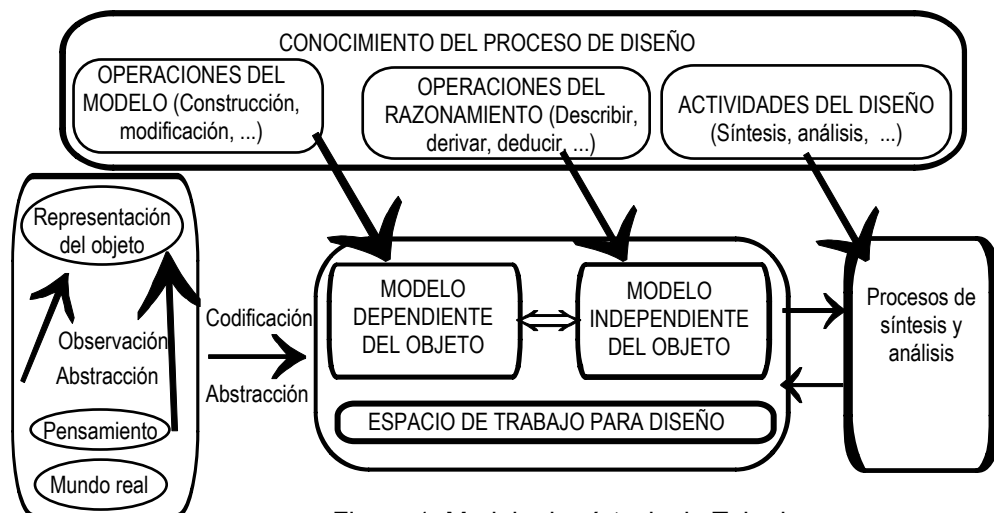 CONOCIMIENTO DEL PROCESO DE DISEÑO
OPERACIONES DEL
MODELO (Construcción,
modificación, ...)
OPERACIONES DEL
RAZONAMIENTO (Describir,
derivar, deducir, ...)
ACTIVIDADES DEL DISEÑO
(Síntesis, análisis, ...)
Representación
del objeto
Observación
Abstracción
Pensamiento
Mundo real
Codificación
Abstracción
MODELO
DEPENDIENTE
DEL OBJETO
MODELO
INDEPENDIENTE
DEL OBJETO
ESPACIO DE TRABAJO PARA DISEÑO
Procesos de
síntesis y
análisis